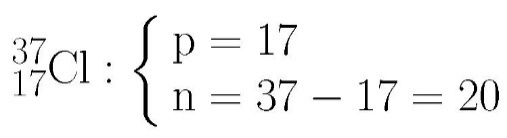 ³⁷₁₇Cl : { p = 17
n = 37 − 17 = 20